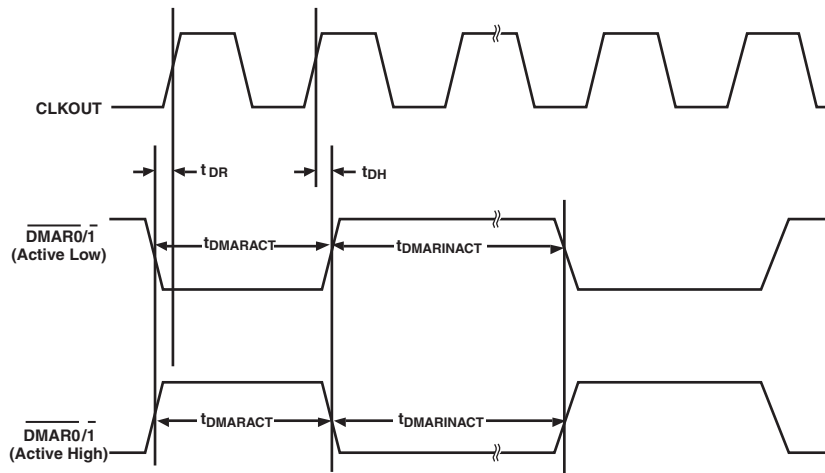 CLKOUT
tDR
tDH
DMAR0/1
(Active Low)
tDMARACT
tDMARINACT
DMAR0/1
(Active High)
tDMARACT
tDMARINACT